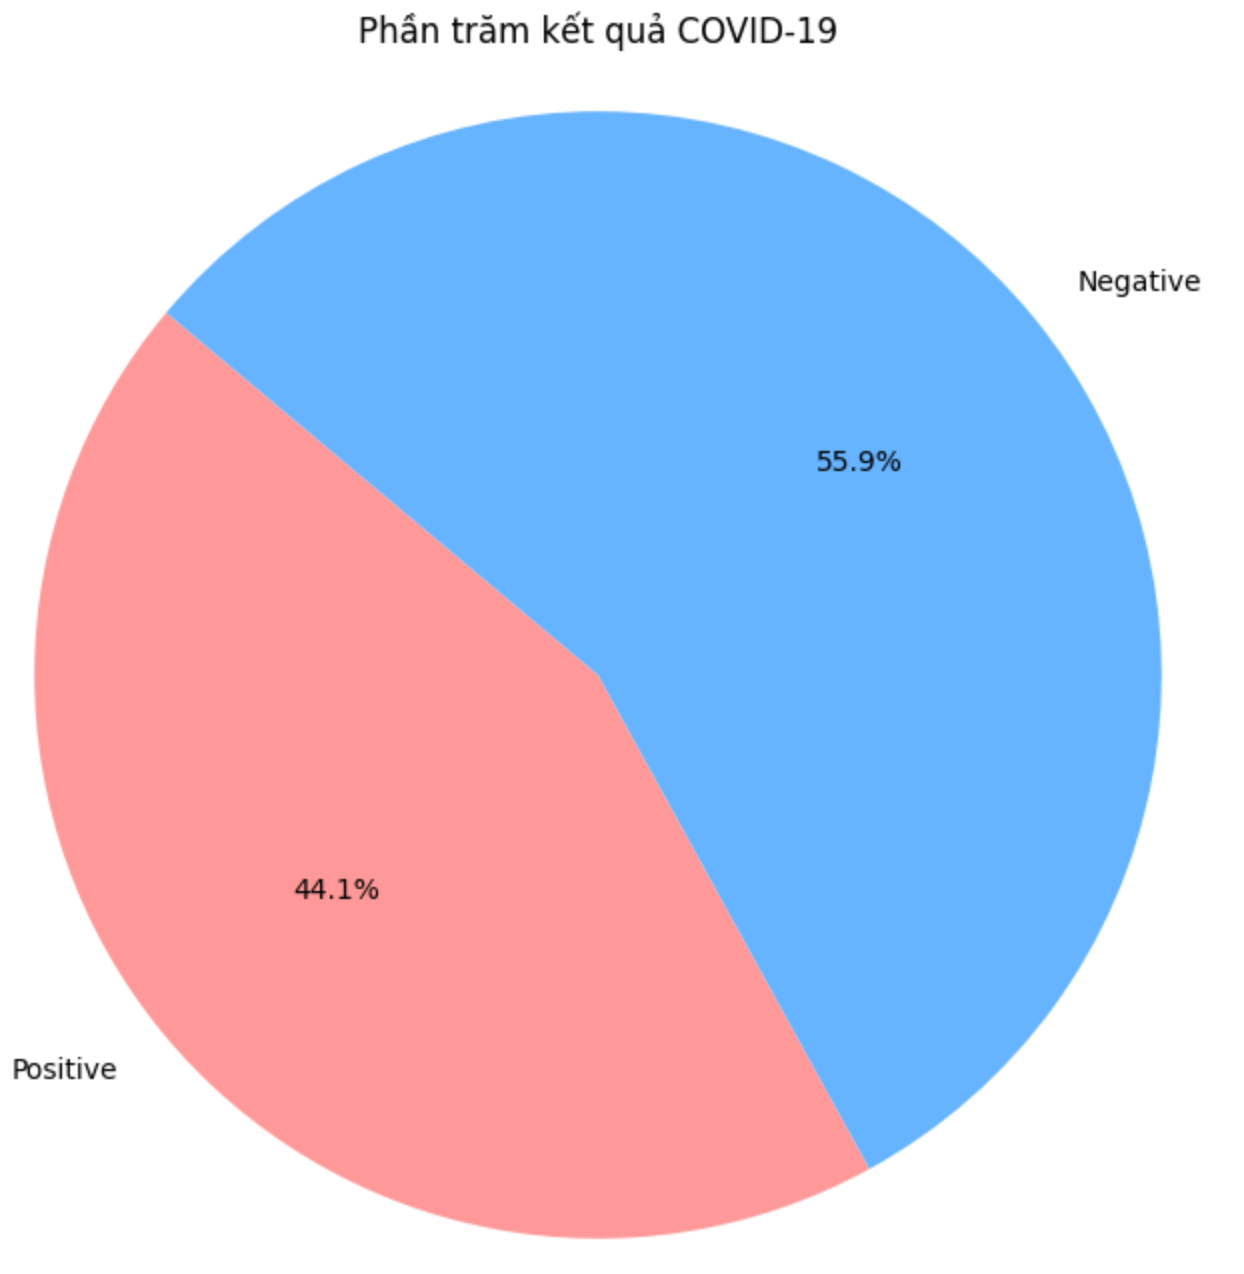 Phần trăm kết quả COVID-19
Negative
55.9%
44.1%
Positive